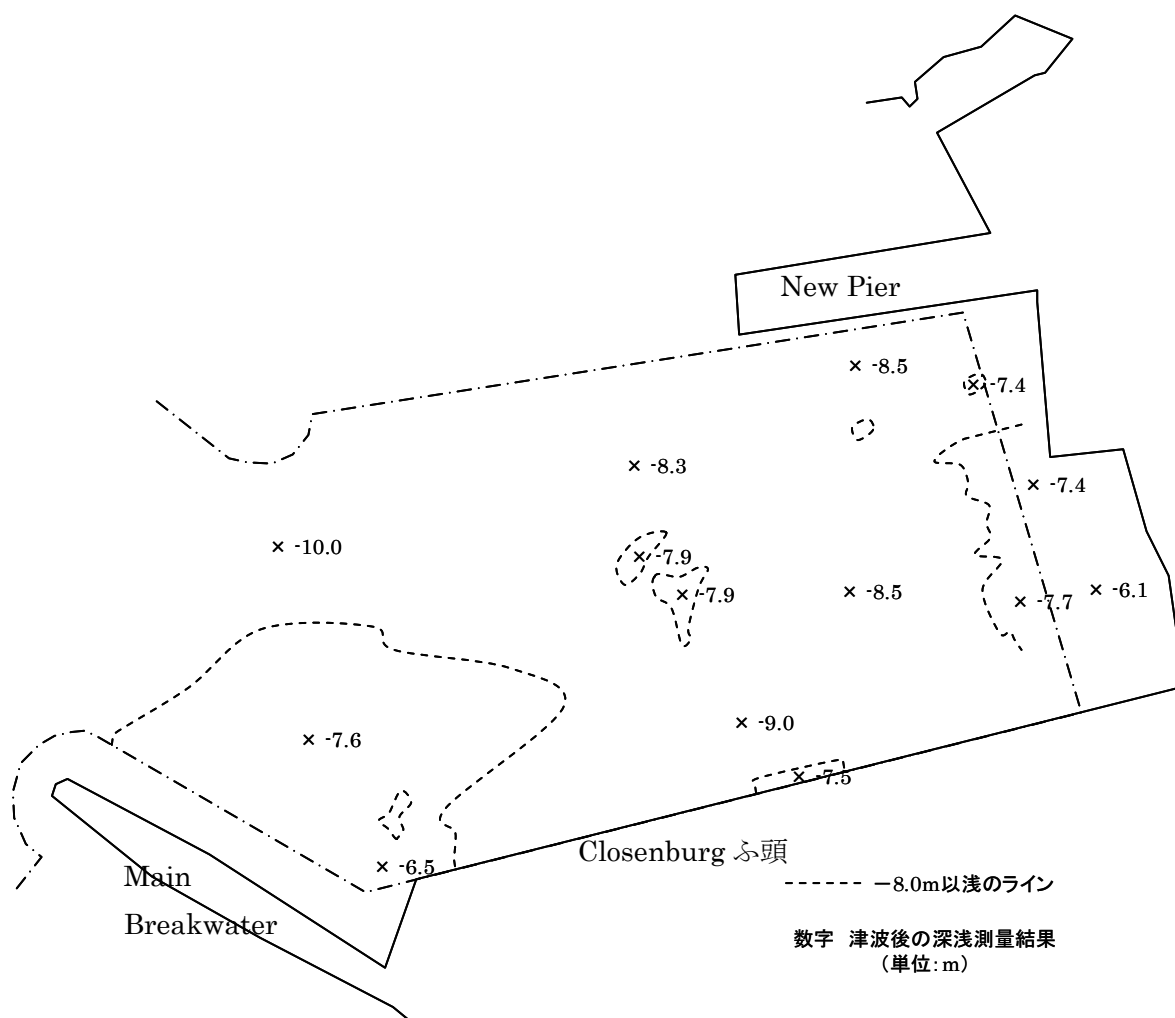 New Pier
-8.5
-7.4
-8.3
-7.4
-10.0
-7.9
-7.9
-8.5
-7.7
-6.1
-9.0
-7.6
-7.5
Closenburg ふ頭
-6.5
Main
Breakwater
－8.0m以浅のライン
数字 津波後の深浅測量結果
（単位：m）